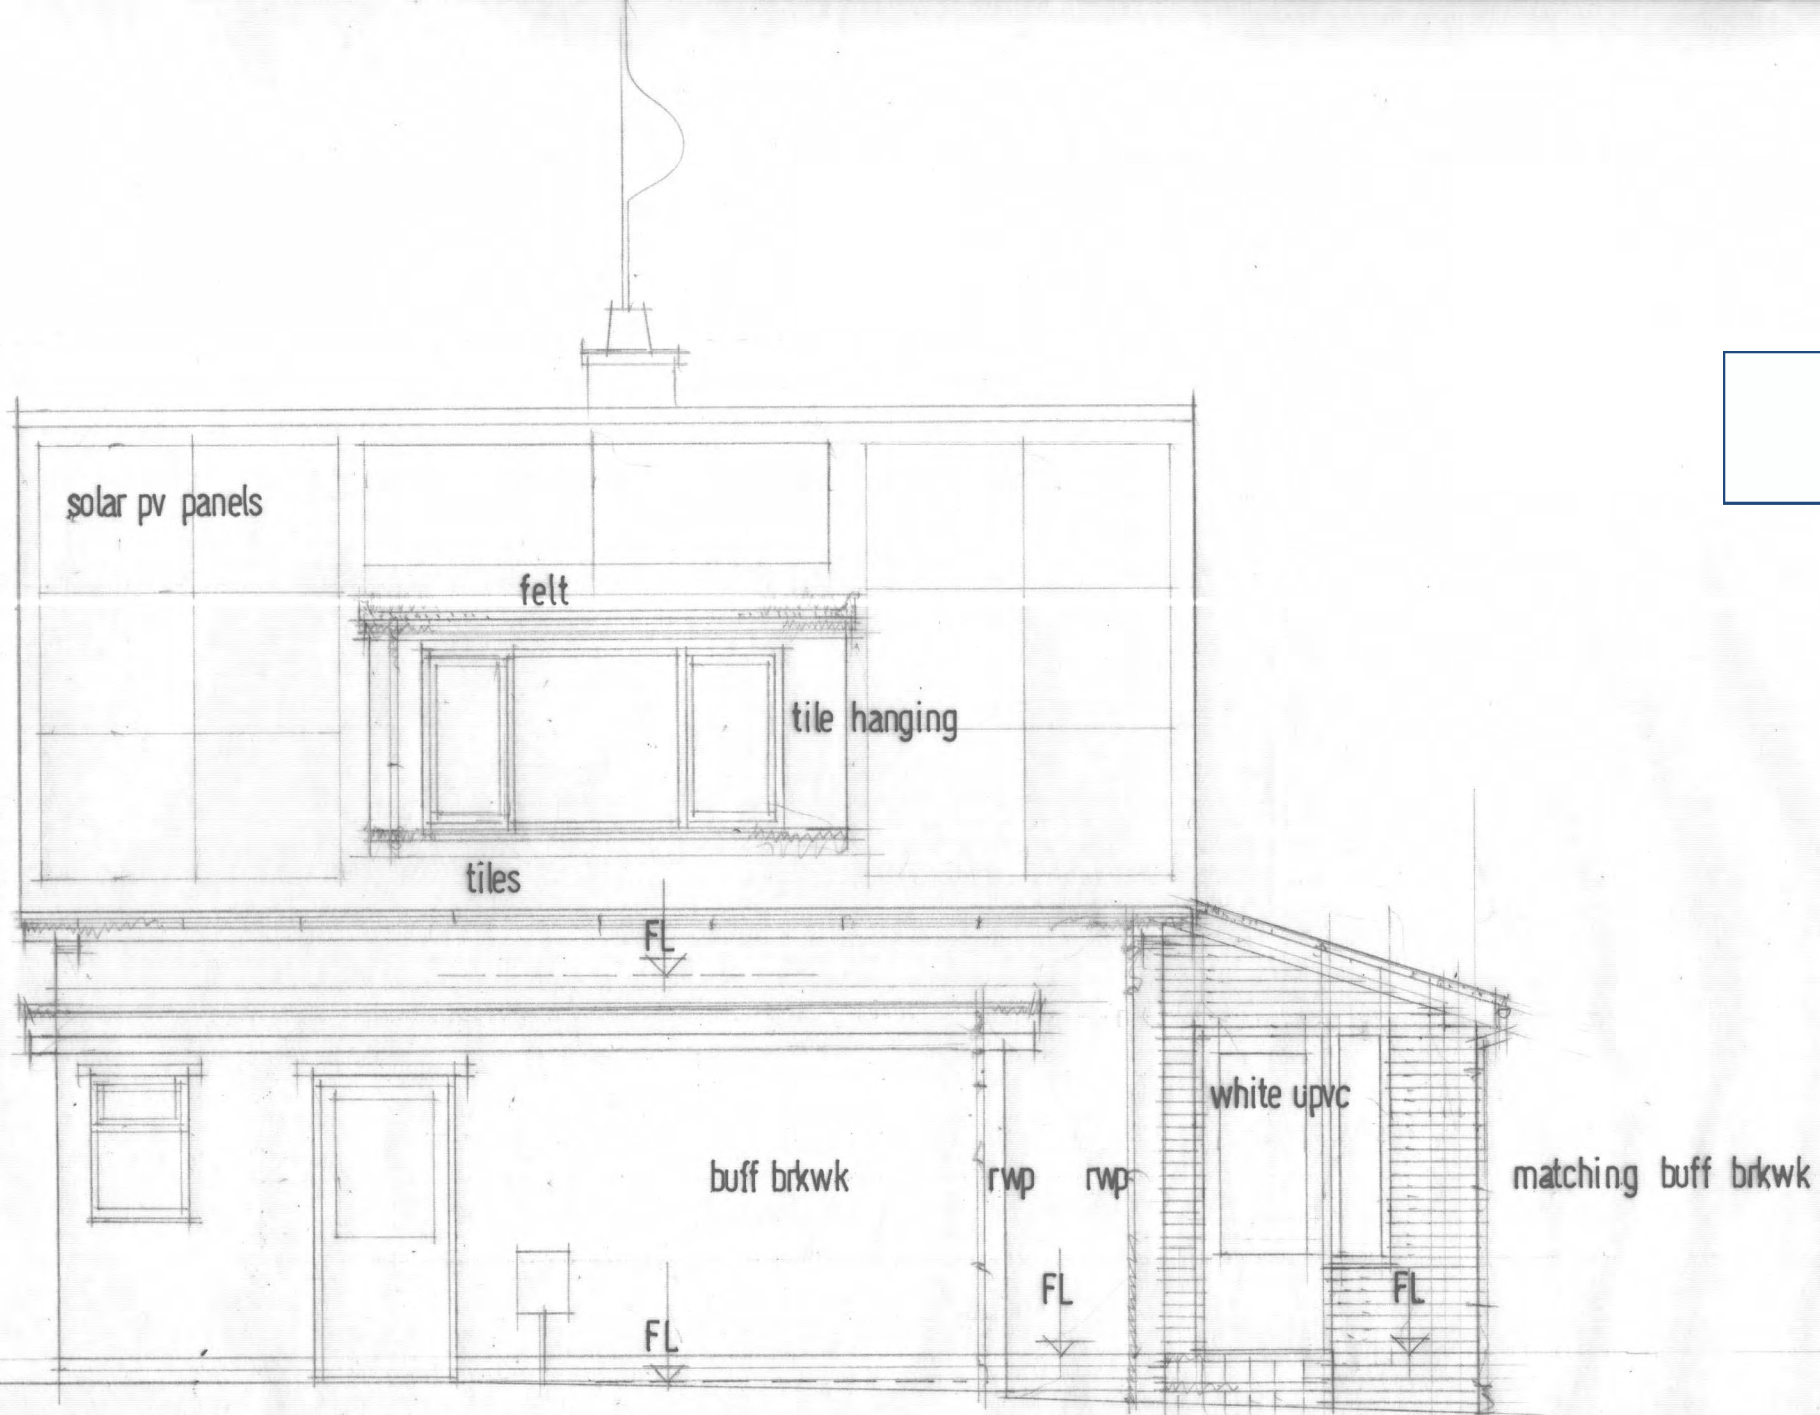 solar pv panels
felt
tile hanging
tiles
FL
white upvc
buff brkwk
rwp
rwp
matching buff brkwk
FL
FL
FL